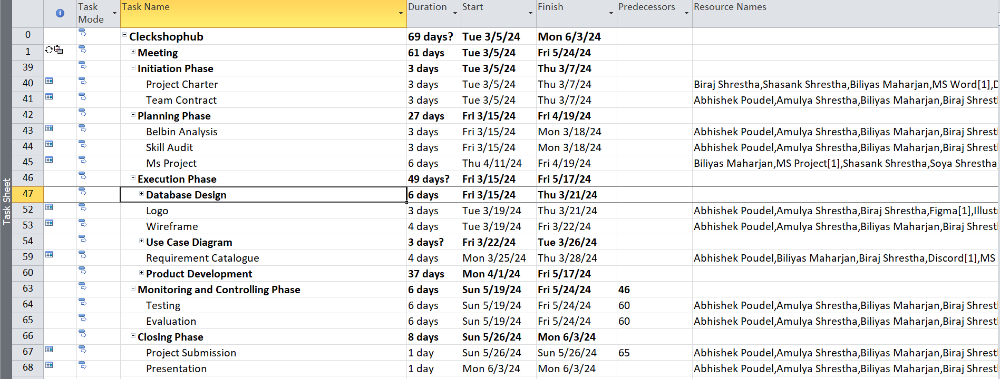 Task Mode Task Name Duration Start Finish Predecessors Resource Names
0 Cleckshophub 69 days? Tue 3/5/24 Mon 6/3/24
1 Meeting 61 days Tue 3/5/24 Fri 5/24/24
39 Initiation Phase 3 days Tue 3/5/24 Thu 3/7/24
40 Project Charter 3 days Tue 3/5/24 Thu 3/7/24 Biraj Shrestha,Shasank Shrestha,Biliyas Maharjan,MS Word[1],
41 Team Contract 3 days Tue 3/5/24 Thu 3/7/24 Abhishek Poudel,Amulya Shrestha,Biliyas Maharjan,Biraj Shrest
42 Planning Phase 27 days Fri 3/15/24 Fri 4/19/24
43 Belbin Analysis 3 days Fri 3/15/24 Mon 3/18/24 Abhishek Poudel,Amulya Shrestha,Biliyas Maharjan,Biraj Shrest
44 Skill Audit 3 days Fri 3/15/24 Mon 3/18/24 Abhishek Poudel,Amulya Shrestha,Biliyas Maharjan,Biraj Shrest
45 Ms Project 6 days Thu 4/11/24 Fri 4/19/24 Biliyas Maharjan,MS Project[1],Shasank Shrestha,Soya Shrestha,
46 Execution Phase 49 days? Fri 3/15/24 Fri 5/17/24
47 Database Design 6 days Fri 3/15/24 Thu 3/21/24
52 Logo 3 days Tue 3/19/24 Thu 3/21/24 Abhishek Poudel,Amulya Shrestha,Biraj Shrestha,Figma[1],Illust
53 Wireframe 4 days Tue 3/19/24 Fri 3/22/24 Abhishek Poudel,Amulya Shrestha,Biliyas Maharjan,Biraj Shrest
54 Use Case Diagram 3 days? Fri 3/22/24 Tue 3/26/24
59 Requirement Catalogue 4 days Mon 3/25/24 Thu 3/28/24 Abhishek Poudel,Biliyas Maharjan,Biraj Shrestha,Discord[1],MS
60 Product Development 37 days Mon 4/1/24 Fri 5/17/24
63 Monitoring and Controlling Phase 6 days Sun 5/19/24 Fri 5/24/24 46
64 Testing 6 days Sun 5/19/24 Fri 5/24/24 60 Abhishek Poudel,Amulya Shrestha,Biliyas Maharjan,Biraj Shrest
65 Evaluation 6 days Sun 5/19/24 Fri 5/24/24 60 Abhishek Poudel,Amulya Shrestha,Biliyas Maharjan,Biraj Shrest
66 Closing Phase 8 days Sun 5/26/24 Mon 6/3/24
67 Project Submission 1 day Sun 5/26/24 Sun 5/26/24 65 Abhishek Poudel,Amulya Shrestha,Biliyas Maharjan,Biraj Shrest
68 Presentation 1 day Mon 6/3/24 Mon 6/3/24 Abhishek Poudel,Amulya Shrestha,Biliyas Maharjan,Biraj Shrest
Task Sheet